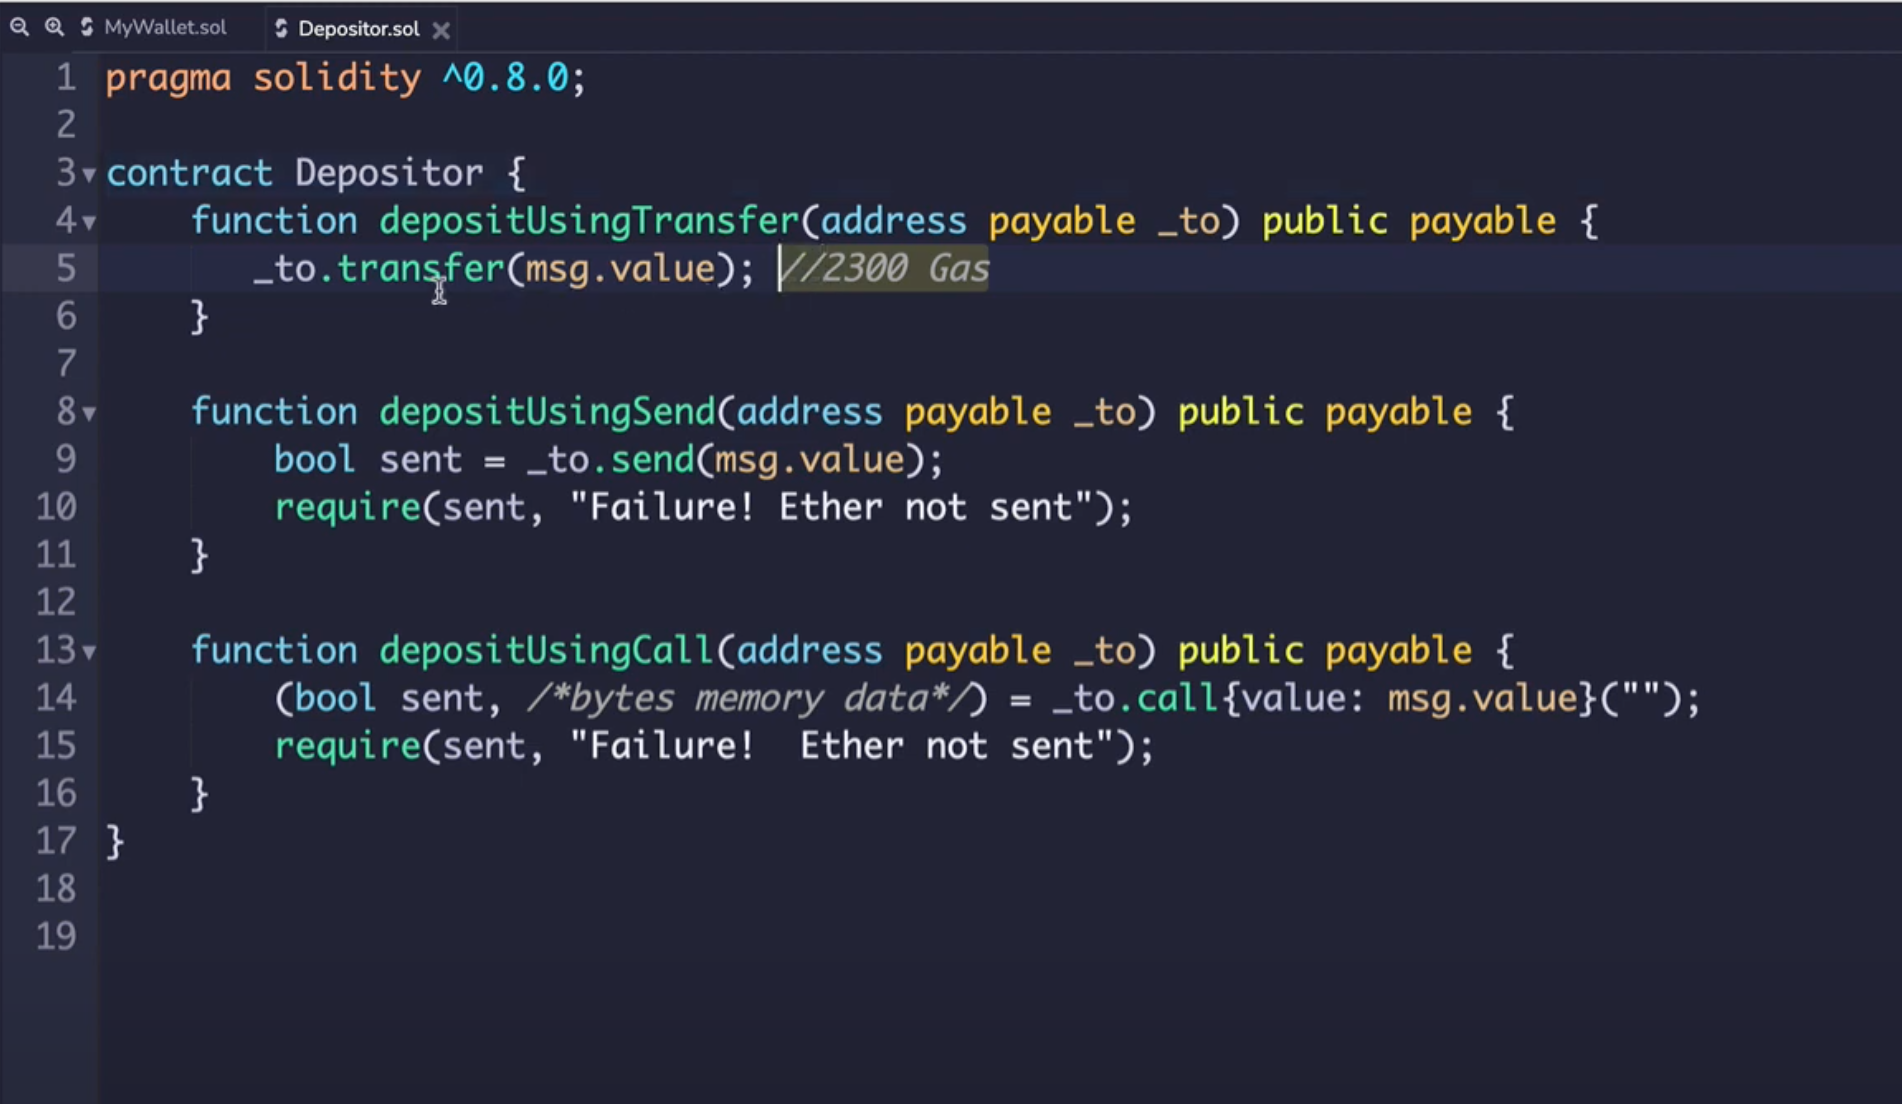 MyWallet.sol Depositor.sol
1 pragma solidity ^0.8.0;
2
3 contract Depositor {
4 function depositUsingTransfer(address payable _to) public payable {
5 _to.transfer(msg.value); //2300 Gas
6 }
7
8 function depositUsingSend(address payable _to) public payable {
9 bool sent = _to.send(msg.value);
10 require(sent, "Failure! Ether not sent");
11 }
12
13 function depositUsingCall(address payable _to) public payable {
14 (bool sent, /*bytes memory data*/) = _to.call{value: msg.value}("");
15 require(sent, "Failure!  Ether not sent");
16 }
17 }
18
19